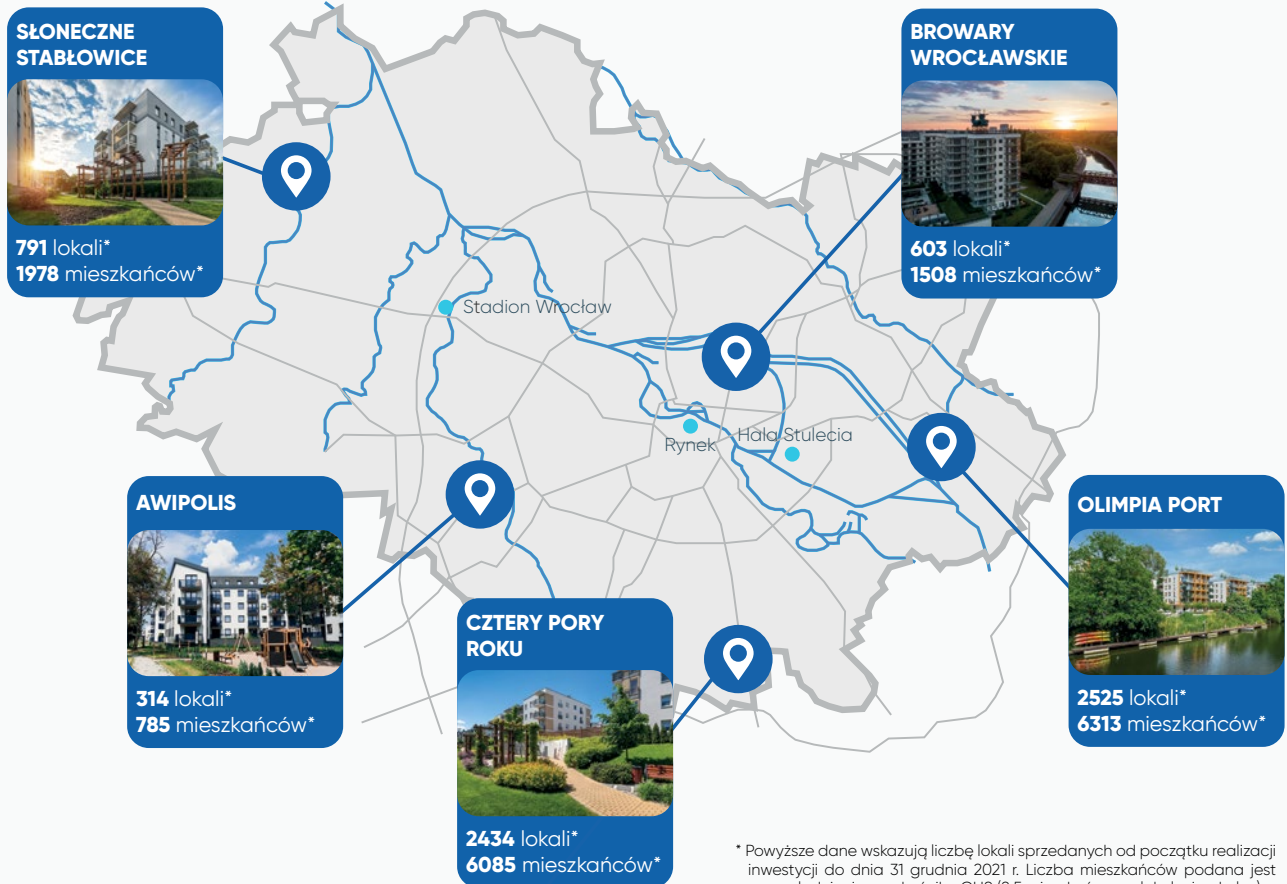 SŁONECZNE
STABŁOWICE
791 lokali*
1978 mieszkańców*
BROWARY
WROCŁAWSKIE
603 lokali*
1508 mieszkańców*
Stadion Wrocław
Rynek
Hala Stulecia
AWIPOLIS
314 lokali*
785 mieszkańców*
CZTERY PORY
ROKU
2434 lokali*
6085 mieszkańców*
OLIMPIA PORT
2525 lokali*
6313 mieszkańców*
* Powyższe dane wskazują liczbę lokali sprzedanych od początku realizacji
inwestycji do dnia 31 grudnia 2021 r. Liczba mieszkańców podana jest